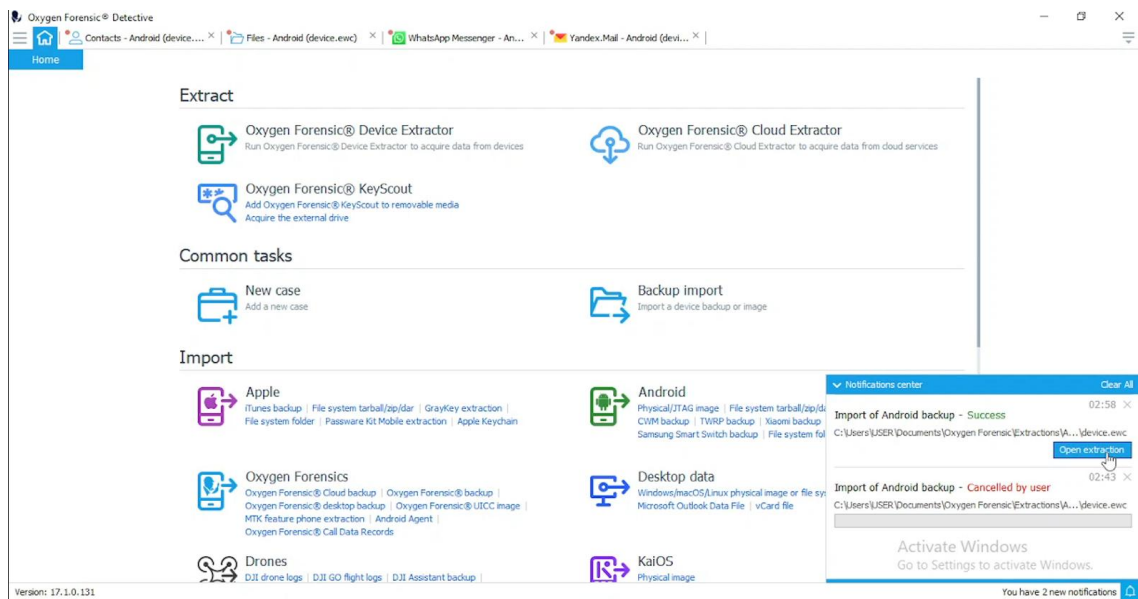 Oxygen Forensic® Detective
Contacts - Android (device....
Files - Android (device.ewc)
WhatsApp Messenger - An...
Yandex.Mail - Android (devi...
Home
Extract
Oxygen Forensic® Device Extractor
Run Oxygen Forensic® Device Extractor to acquire data from devices
Oxygen Forensic® Cloud Extractor
Run Oxygen Forensic® Cloud Extractor to acquire data from cloud services
Oxygen Forensic® KeyScout
Add Oxygen Forensic® KeyScout to removable media
Acquire the external drive
Common tasks
New case
Add a new case
Backup import
Import a device backup or image
Import
Apple
iTunes backup | File system tarball/zip/dar | GrayKey extraction |
File system folder | Passware Kit Mobile extraction | Apple Keychain
Android
Physical/JTAG image | File system tarball/zip/da
CWM backup | TWRP backup | Xiaomi backup
Samsung Smart Switch backup | File system fol
Oxygen Forensics
Oxygen Forensic® Cloud backup | Oxygen Forensic® backup |
Oxygen Forensic® desktop backup | Oxygen Forensic® UICC image |
MTK feature phone extraction | Android Agent |
Oxygen Forensic® Call Data Records
Desktop data
Windows/macOS/Linux physical image or file sys
Microsoft Outlook Data File | vCard file
Drones
DJI drone logs | DJI GO flight logs | DJI Assistant backup |
KaiOS
Physical image
Notifications center
Clear All
02:58
Import of Android backup - Success
C:\Users\USER\Documents\Oxygen Forensic\Extractions\A...\device.ewc
Open extraction
02:43
Import of Android backup - Cancelled by user
C:\Users\USER\Documents\Oxygen Forensic\Extractions\A...\device.ewc
Activate Windows
Go to Settings to activate Windows.
Version: 17.1.0.131
You have 2 new notifications